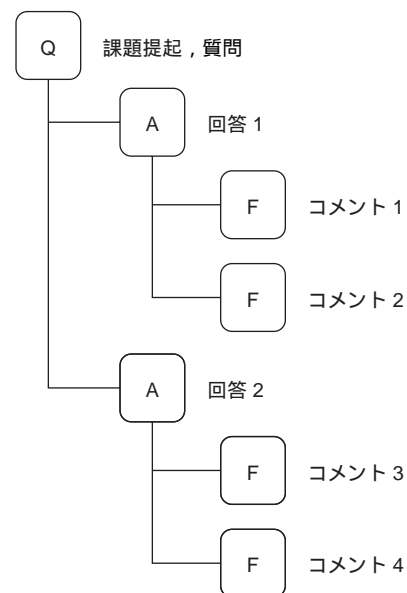 Q 課題提起，質問
A 回答 1
F コメント 1
F コメント 2
A 回答 2
F コメント 3
F コメント 4